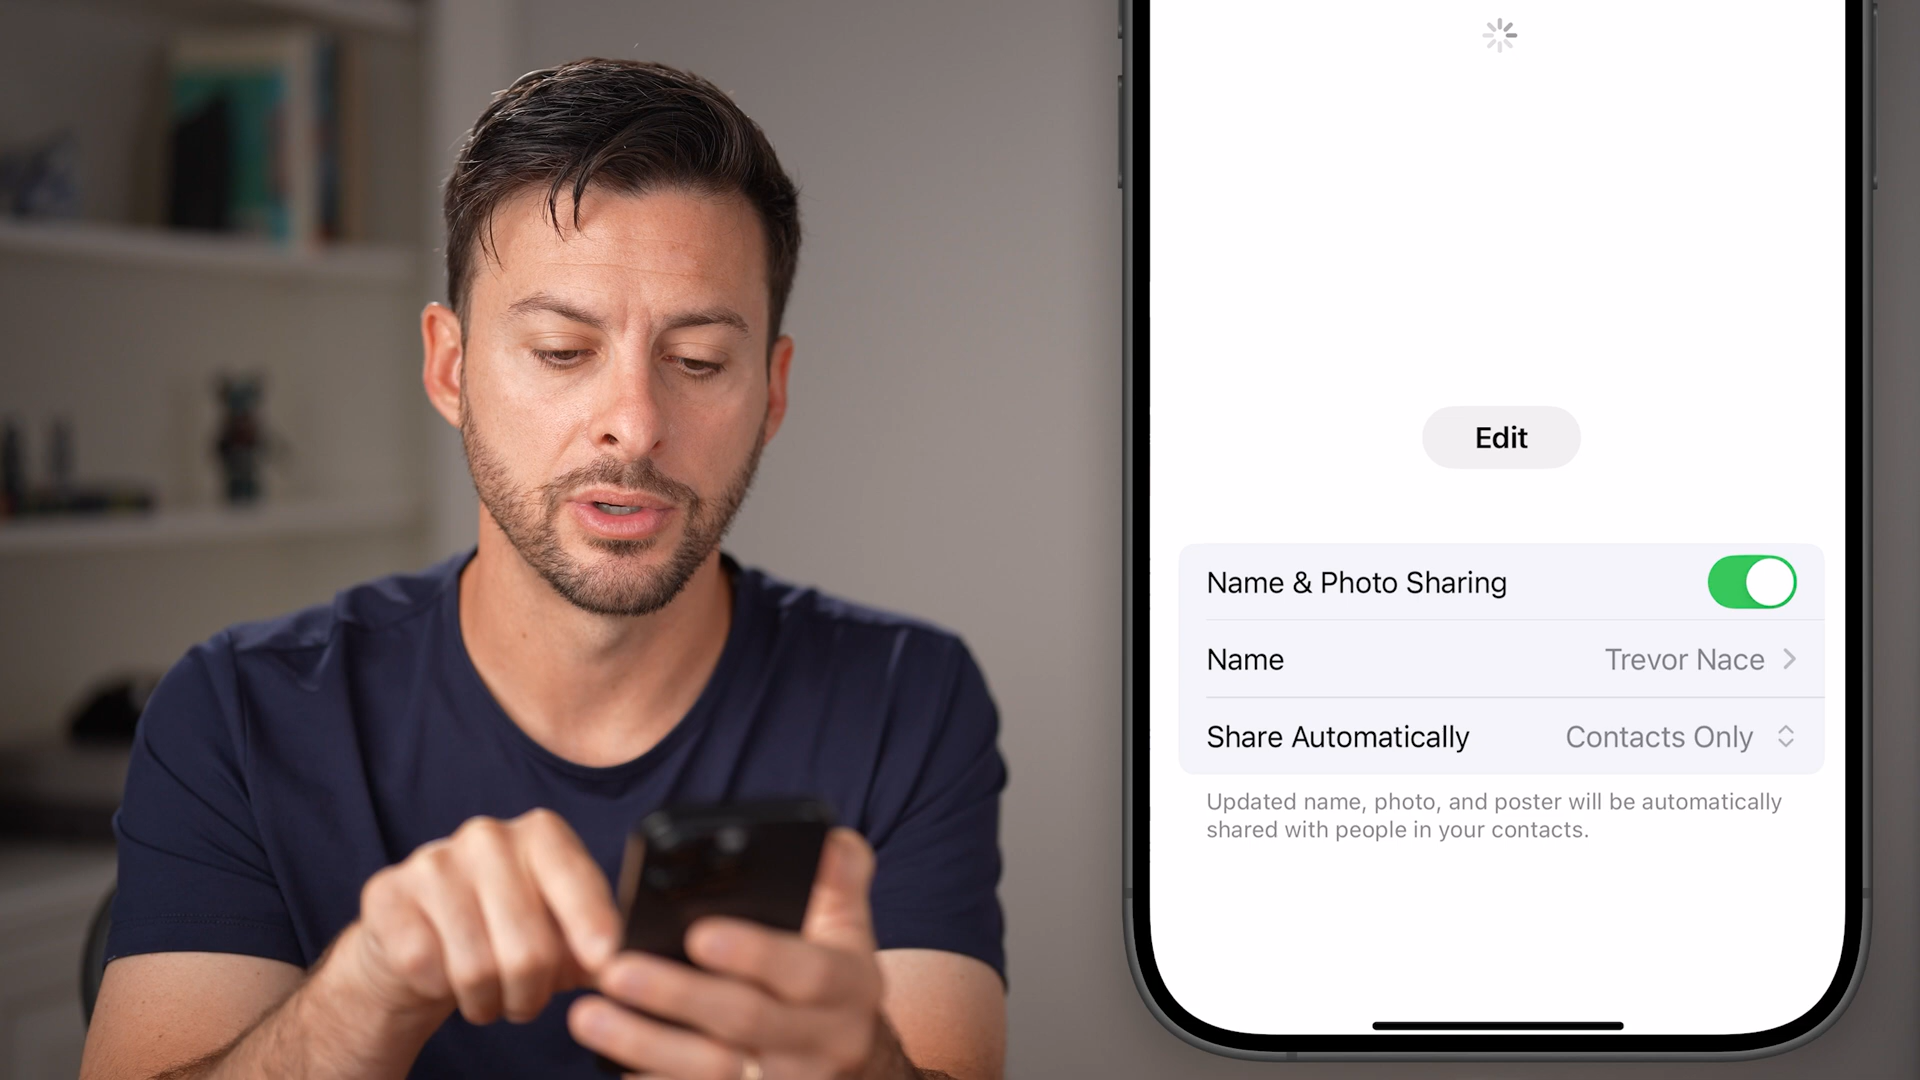 Edit
Name & Photo Sharing
Name Trevor Nace
Share Automatically Contacts Only
Updated name, photo, and poster will be automatically
shared with people in your contacts.